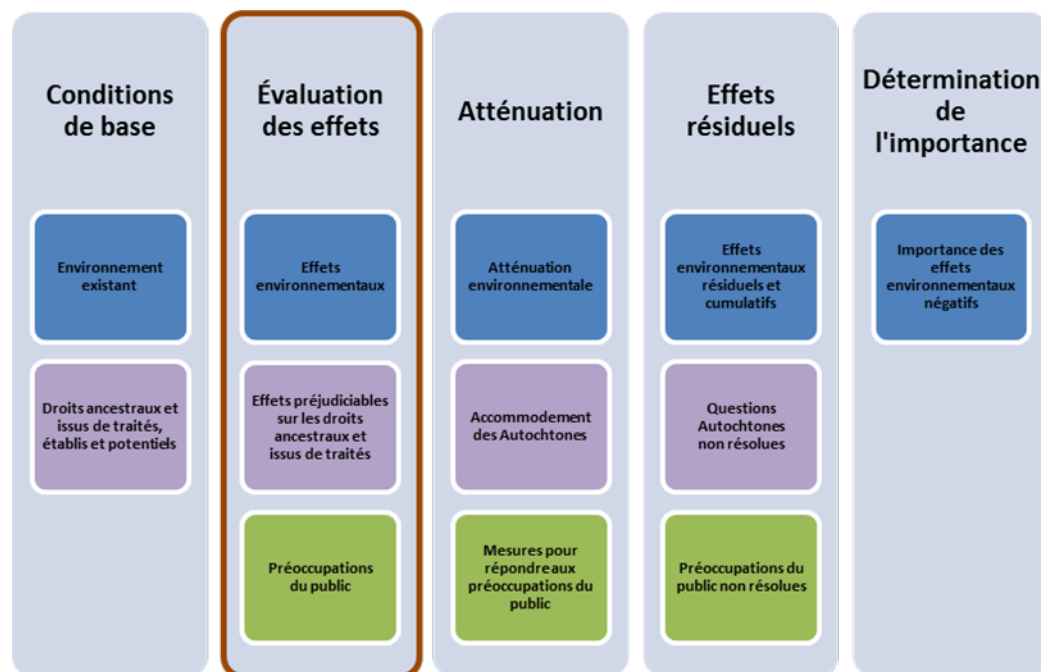 Conditions
de base
Environnement
existant
Droits ancestraux et
issus de traités,
établis et potentiels
Évaluation
des effets
Effets
environnementaux
Effets préjudiciables
sur les droits
ancestraux et
issus de traités
Préoccupations
du public
Atténuation
Atténuation
environnementale
Accommodement
des Autochtones
Mesures pour
répondre aux
préoccupations du
public
Effets
résiduels
Effets
environnementaux
résiduels et
cumulatifs
Questions
Autochtones
non résolues
Préoccupations du
public non résolues
Détermination
de
l'importance
Importance des
effets
environnementaux
négatifs